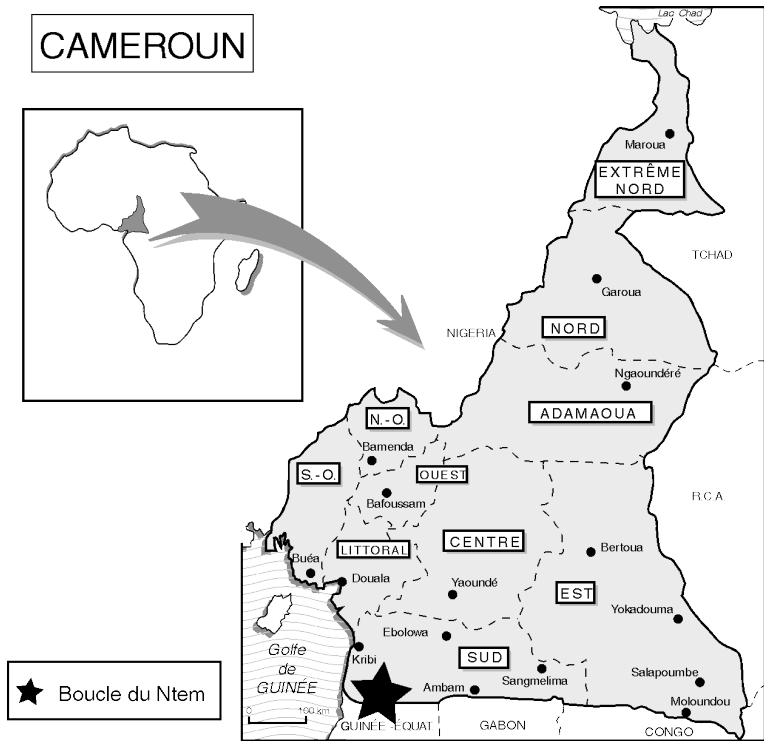 Lac Chad
CAMEROUN
Maroua
EXTRÊME
NORD
TCHAD
Garoua
NIGERIA
NORD
Ngaoundéré
ADAMAOUA
N.-O.
Bamenda
S.-O.
OUEST
Bafoussam
R.C.A.
CENTRE
LITTORAL
Bertoua
Buéa
Douala
Yaoundé
EST
Yokadouma
Ebolowa
Kribi
SUD
Golfe
de
GUINÉE
Sangmelima
Salapoumbe
Ambam
Boucle du Ntem
Moloundou
0 100 km
GUINÉE -ÉQUAT
GABON
CONGO